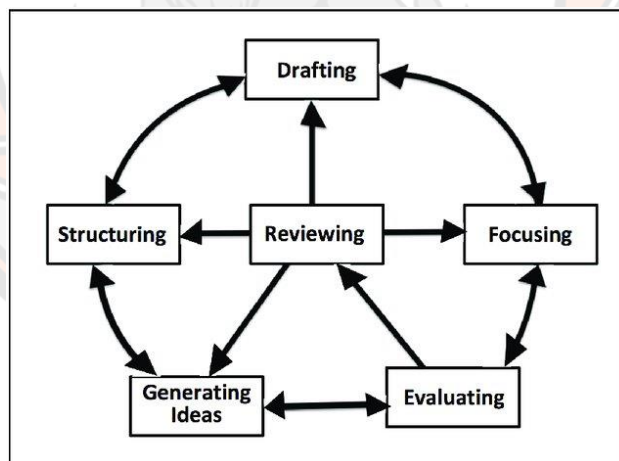 Drafting
Structuring
Reviewing
Focusing
Generating
Ideas
Evaluating